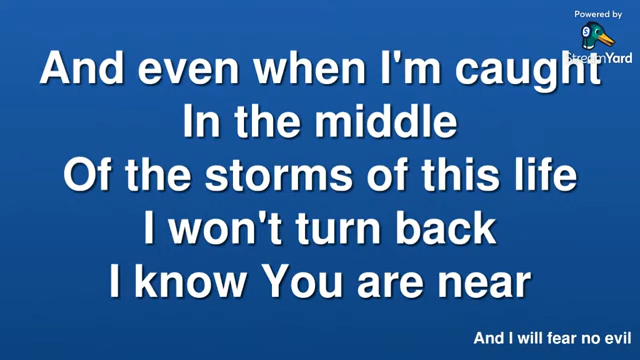 Powered by
StreamYard
And even when I'm caught
In the middle
Of the storms of this life
I won't turn back
I know You are near
And I will fear no evil